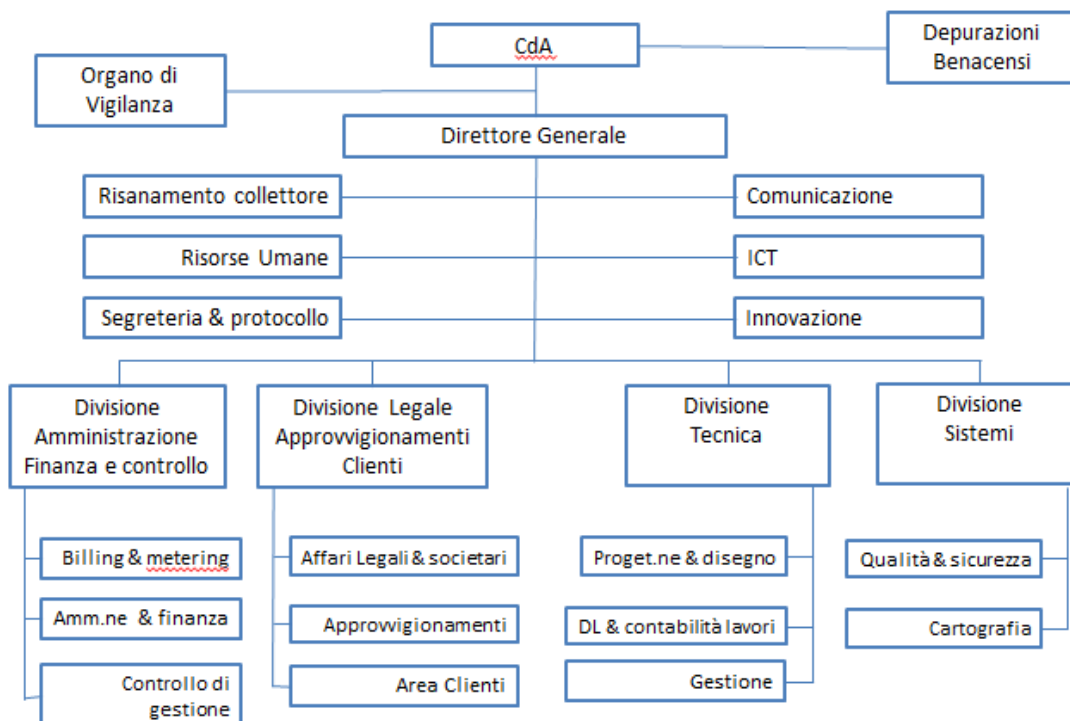 CdA
Depurazioni
Benacensi
Organo di
Vigilanza
Direttore Generale
Risanamento collettore
Comunicazione
Risorse Umane
ICT
Segreteria & protocollo
Innovazione
Divisione
Amministrazione
Finanza e controllo
Divisione Legale
Approvvigionamenti
Clienti
Divisione
Tecnica
Divisione
Sistemi
Billing & metering
Amm.ne & finanza
Controllo di
gestione
Affari Legali & societari
Approvvigionamenti
Area Clienti
Proget.ne & disegno
DL & contabilità lavori
Gestione
Qualità & sicurezza
Cartografia